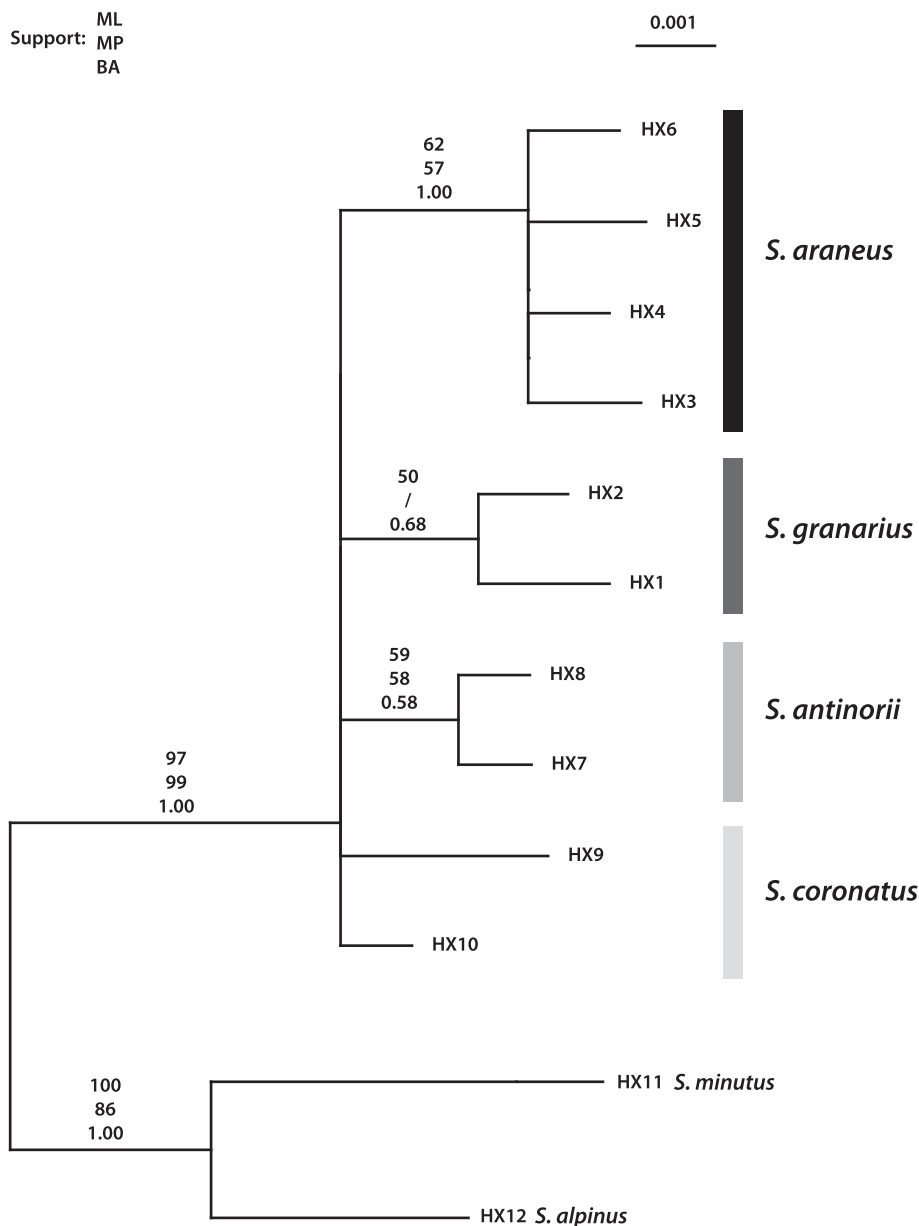 Support:
ML
MP
BA
0.001
62
57
1.00
HX6
HX5
HX4
HX3
S. araneus
50
/
0.68
HX2
HX1
S. granarius
59
58
0.58
HX8
HX7
S. antinorii
97
99
1.00
HX9
HX10
S. coronatus
100
86
1.00
HX11 S. minutus
HX12 S. alpinus